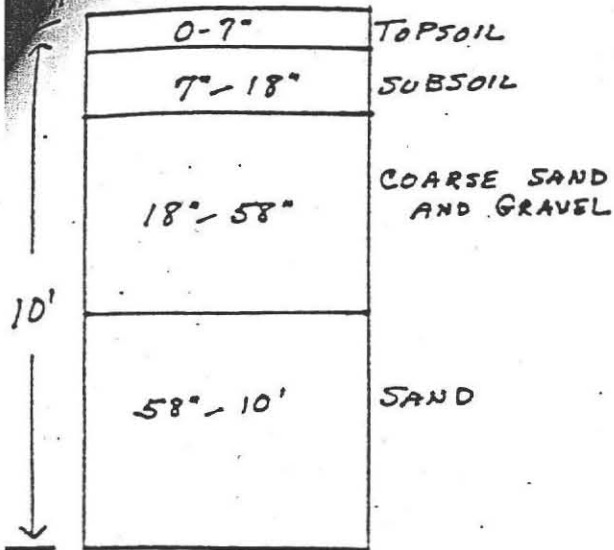 0-7" TOPSOIL
7"-18" SUBSOIL
18"-58" COARSE SAND
AND GRAVEL
10'
58"-10' SAND